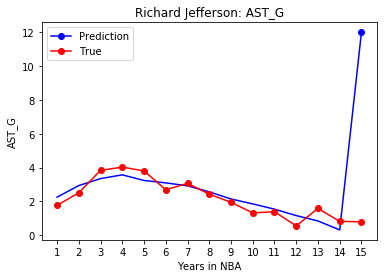 Richard Jefferson: AST_G
Prediction
True
12
10
8
6
4
2
0
AST_G
1 2 3 4 5 6 7 8 9 10 11 12 13 14 15
Years in NBA